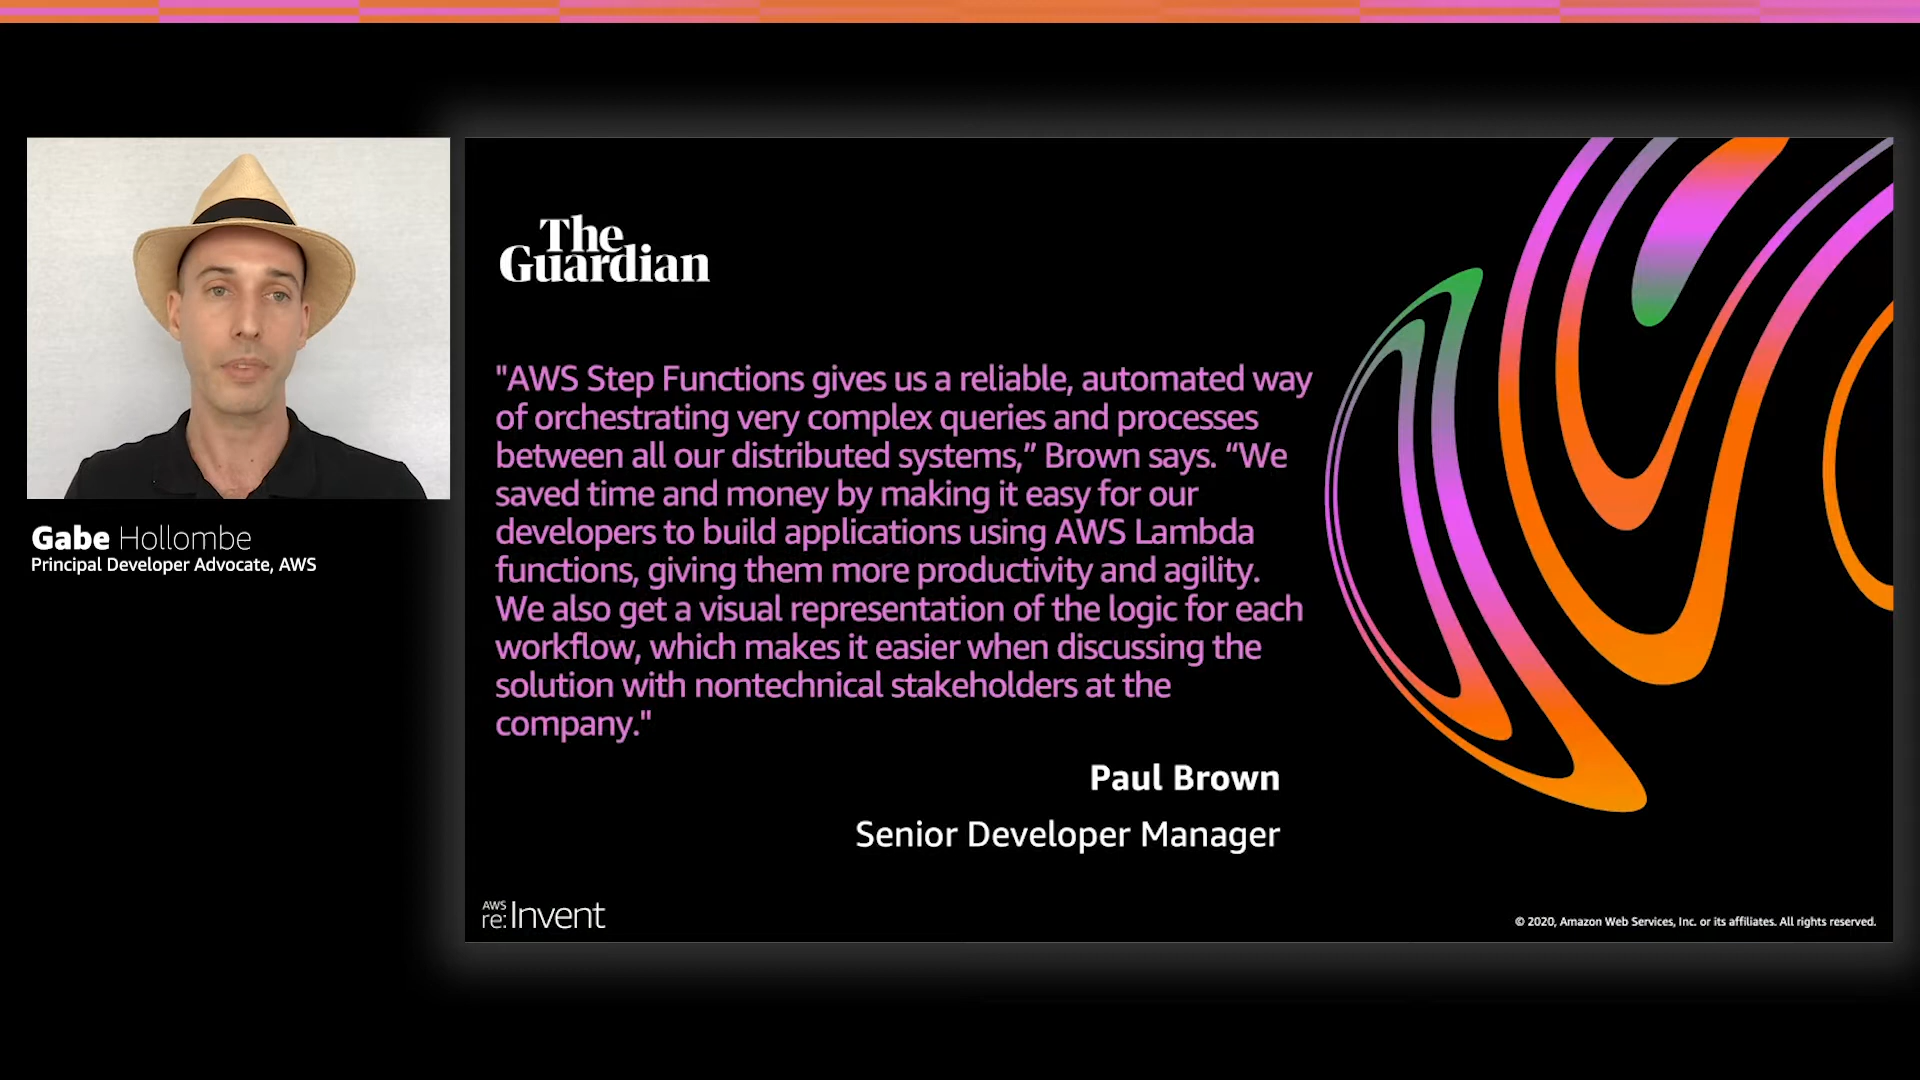 Gabe Hollombe
Principal Developer Advocate, AWS
The
Guardian
"AWS Step Functions gives us a reliable, automated way
of orchestrating very complex queries and processes
between all our distributed systems,” Brown says. “We
saved time and money by making it easy for our
developers to build applications using AWS Lambda
functions, giving them more productivity and agility.
We also get a visual representation of the logic for each
workflow, which makes it easier when discussing the
solution with nontechnical stakeholders at the
company."
Paul Brown
Senior Developer Manager
AWS
re:Invent
© 2020, Amazon Web Services, Inc. or its affiliates. All rights reserved.